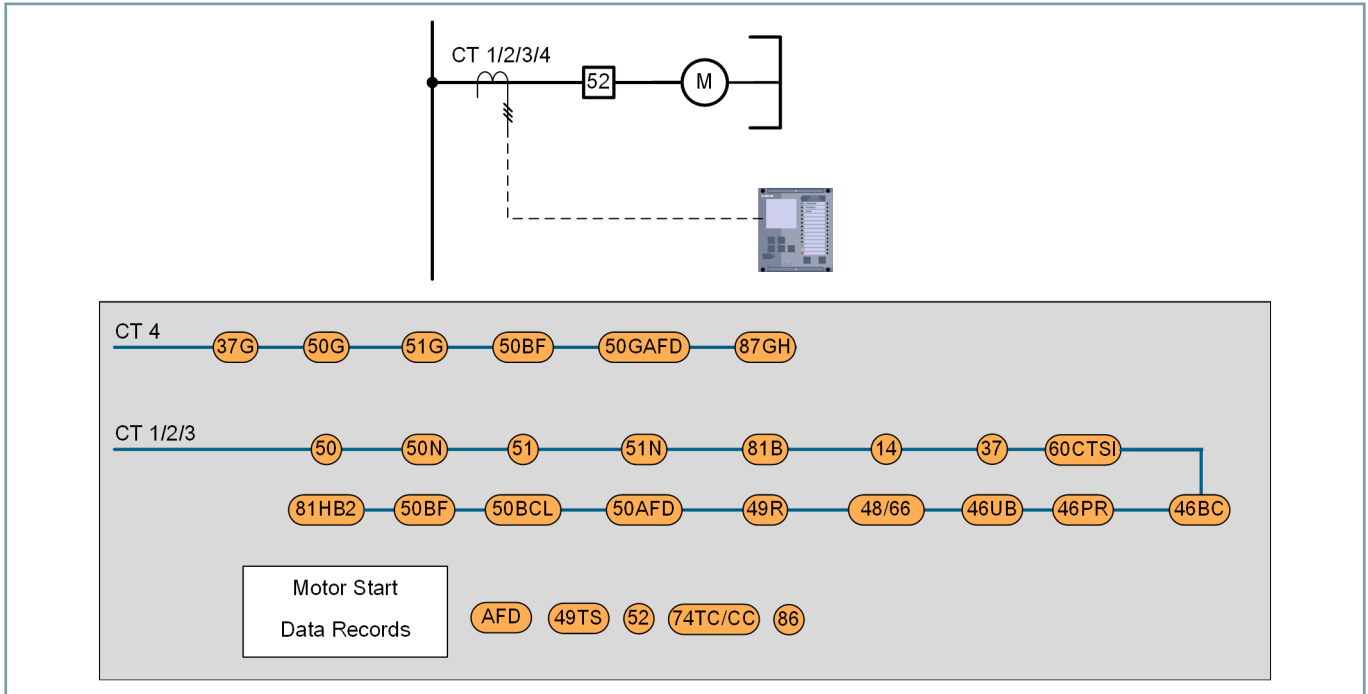 CT 1/2/3/4
52 M
CT 4
37G 50G 51G 50BF 50GAFD 87GH
CT 1/2/3
50 50N 51 51N 81B 14 37 60CTSI
81HB2 50BF 50BCL 50AFD 49R 48/66 46UB 46PR 46BC
Motor Start
Data Records
AFD 49TS 52 74TC/CC 86